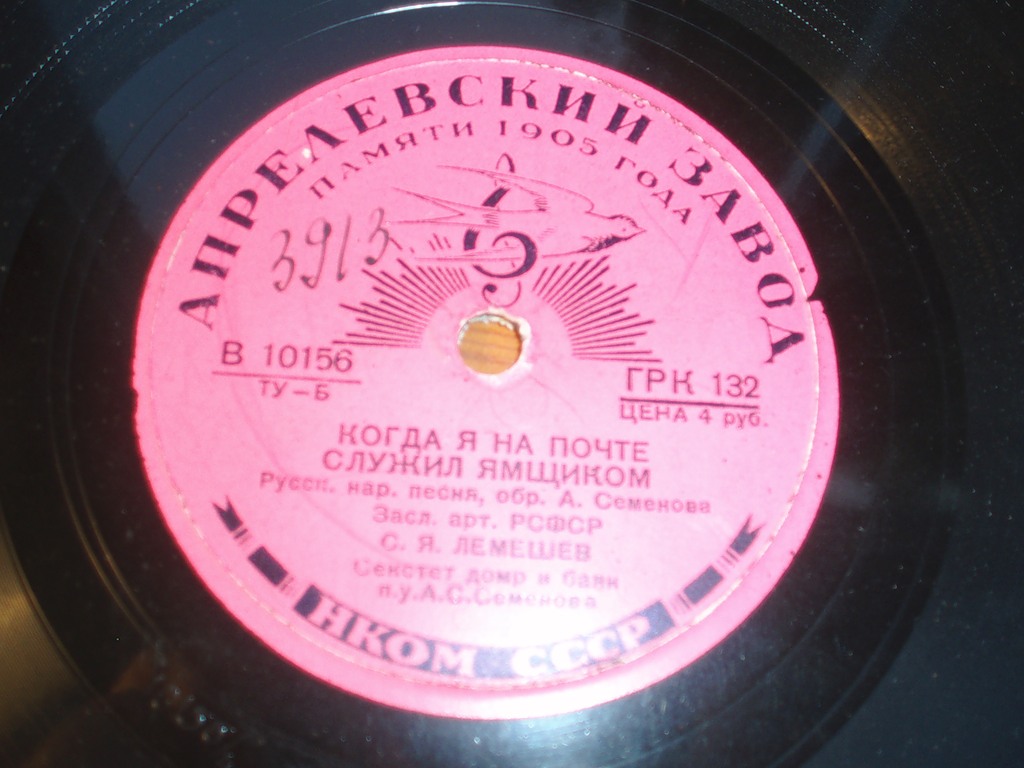 АПРЕЛЕВСКИЙ ЗАВОД
ПАМЯТИ 1905 ГОДА
3913
В 10156
ТУ-Б
ГРК 132
ЦЕНА 4 руб.
КОГДА Я НА ПОЧТЕ
СЛУЖИЛ ЯМЩИКОМ
Русск. нар. песня, обр. А. Семенова
Засл. арт. РСФСР
С. Я. ЛЕМЕШЕВ
Секстет домр и баян
п.у. А. С. Семенова
НКОМ СССР